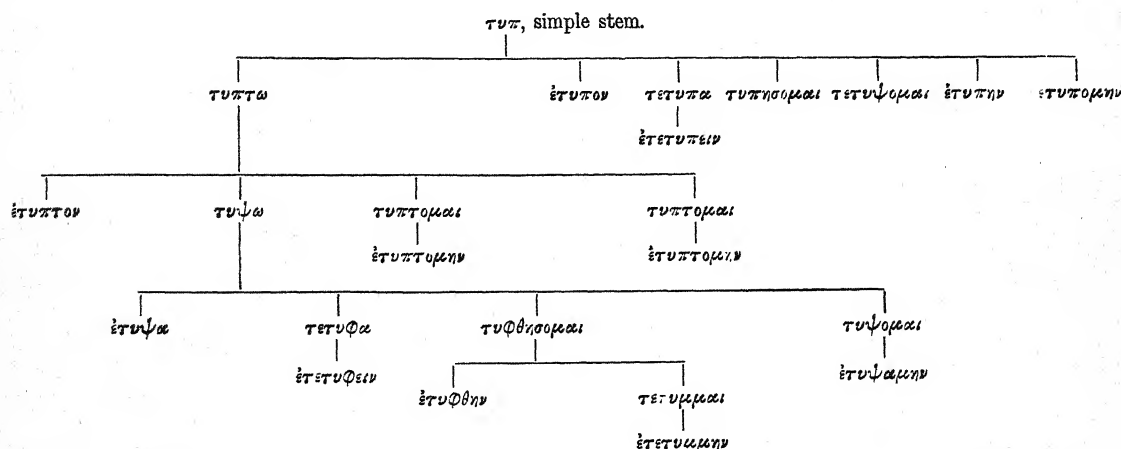 τυπ, simple stem.
τυπτω ἐτυπον τετυπα τυπησομαι τετυψομαι ἐτυπην ἐτυπομην
ἐτετυπειν
ἐτυπτον τυψω τυπτομαι τυπτομαι
ἐτυπτομην ἐτυπτομην
ἐτυψα τετυφα τυφθησομαι τυψομαι
ἐτετυφειν ἐτυφθην ἐτυψαμην
τετυμμαι
ἐτετυμμην